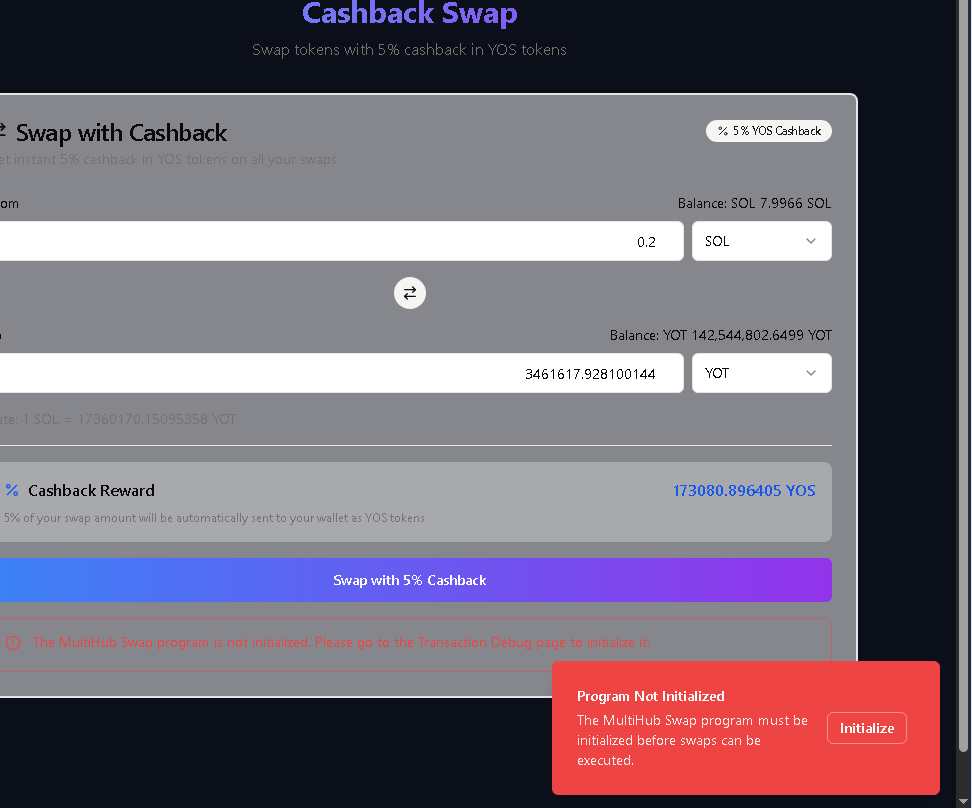 Cashback Swap
Swap tokens with 5% cashback in YOS tokens
Swap with Cashback
% 5% YOS Cashback
et instant 5% cashback in YOS tokens on all your swaps
om
Balance: SOL 7.9966 SOL
0.2
SOL
Balance: YOT 142,544,802.6499 YOT
3461617.928100144
YOT
ate: 1 SOL = 17360170.15095358 YOT
% Cashback Reward
173080.896405 YOS
5% of your swap amount will be automatically sent to your wallet as YOS tokens
Swap with 5% Cashback
The MultiHub Swap program is not initialized. Please go to the Transaction Debug page to initialize it.
Program Not Initialized
The MultiHub Swap program must be
initialized before swaps can be
executed.
Initialize